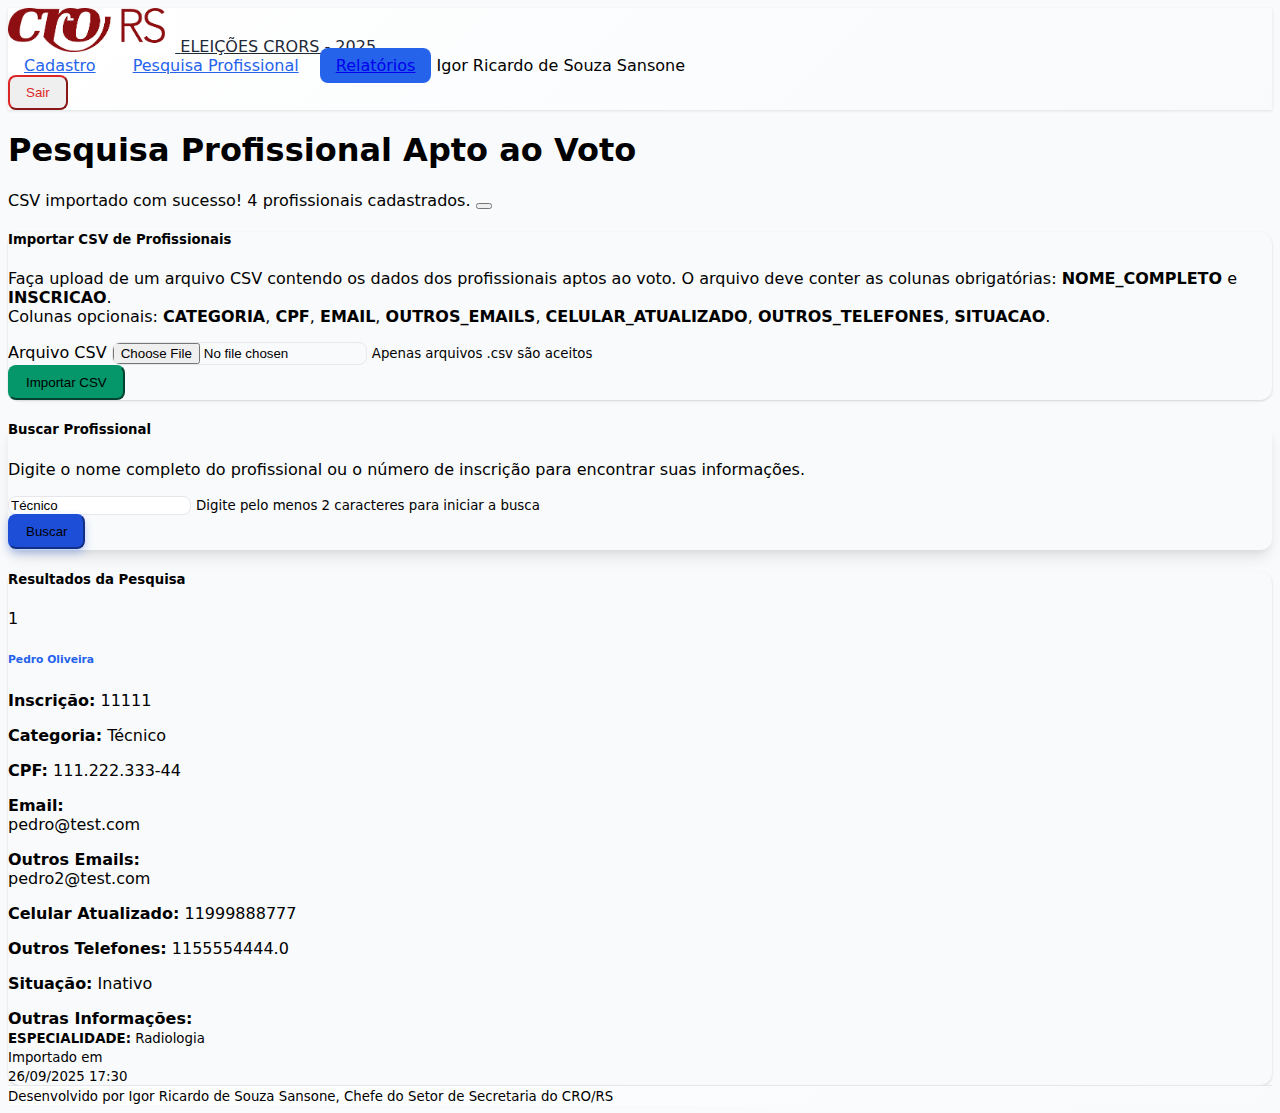 cro RS ELEIÇÕES CRORS - 2025
Cadastro Pesquisa Profissional Relatórios Igor Ricardo de Souza Sansone
Sair
Pesquisa Profissional Apto ao Voto
CSV importado com sucesso! 4 profissionais cadastrados.
Importar CSV de Profissionais
Faça upload de um arquivo CSV contendo os dados dos profissionais aptos ao voto. O arquivo deve conter as colunas obrigatórias: NOME_COMPLETO e
INSCRICAO.
Colunas opcionais: CATEGORIA, CPF, EMAIL, OUTROS_EMAILS, CELULAR_ATUALIZADO, OUTROS_TELEFONES, SITUACAO.
Arquivo CSV Choose File No file chosen Apenas arquivos .csv são aceitos
Importar CSV
Buscar Profissional
Digite o nome completo do profissional ou o número de inscrição para encontrar suas informações.
Técnico Digite pelo menos 2 caracteres para iniciar a busca
Buscar
Resultados da Pesquisa
1
Pedro Oliveira
Inscrição: 11111
Categoria: Técnico
CPF: 111.222.333-44
Email:
pedro@test.com
Outros Emails:
pedro2@test.com
Celular Atualizado: 11999888777
Outros Telefones: 1155554444.0
Situação: Inativo
Outras Informações:
ESPECIALIDADE: Radiologia
Importado em
26/09/2025 17:30
Desenvolvido por Igor Ricardo de Souza Sansone, Chefe do Setor de Secretaria do CRO/RS